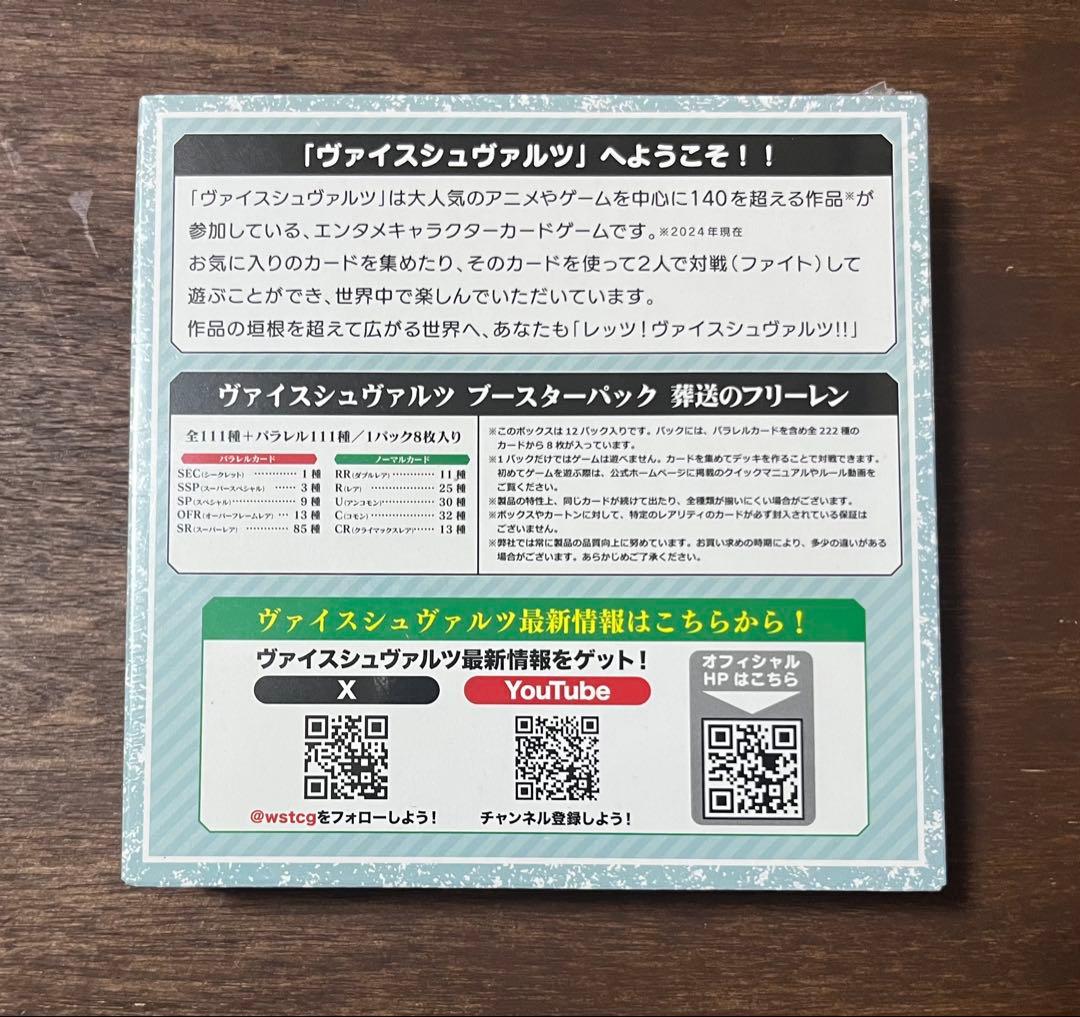 「ヴァイスシュヴァルツ」へようこそ！！
「ヴァイスシュヴァルツ」は大人気のアニメやゲームを中心に140を超える作品※が
参加している、エンタメキャラクターカードゲームです。※2024年現在
お気に入りのカードを集めたり、そのカードを使って2人で対戦（ファイト）して
遊ぶことができ、世界中で楽しんでいただいています。
作品の垣根を超えて広がる世界へ、あなたも「レッツ！ヴァイスシュヴァルツ!!」
ヴァイスシュヴァルツ ブースターパック 葬送のフリーレン
全111種＋パラレル111種／1パック8枚入り
パラレルカード
SEC(シークレット) ………… 1種
SSP(スーパースペシャル) …… 3種
SP(スペシャル)…………… 9種
OFR(オーバーフレームレア)… 13種
SR(スーパーレア) ………… 85種
ノーマルカード
RR(ダブルレア) ………… 11種
R(レア) ……………… 25種
U(アンコモン)………… 30種
C(コモン) …………… 32種
CR(クライマックスレア)…… 13種
※このボックスは12パック入りです。パックには、パラレルカードを含め全222種の
カードから8枚が入っています。
※1パックだけではゲームは遊べません。カードを集めてデッキを作ることで対戦できます。
初めてゲームを遊ぶ際は、公式ホームページに掲載のクイックマニュアルやルール動画を
ご覧ください。
※製品の特性上、同じカードが続けて出たり、全種類が揃いにくい場合がございます。
※ボックスやカートンに対して、特定のレアリティのカードが必ず封入されている保証は
ございません。
※弊社では常に製品の品質向上に努めています。お買い求めの時期により、多少の違いがある
場合がございます。あらかじめご了承ください。
ヴァイスシュヴァルツ最新情報はこちらから！
ヴァイスシュヴァルツ最新情報をゲット！
X
@wstcgをフォローしよう！
YouTube
チャンネル登録しよう！
オフィシャル
HPはこちら